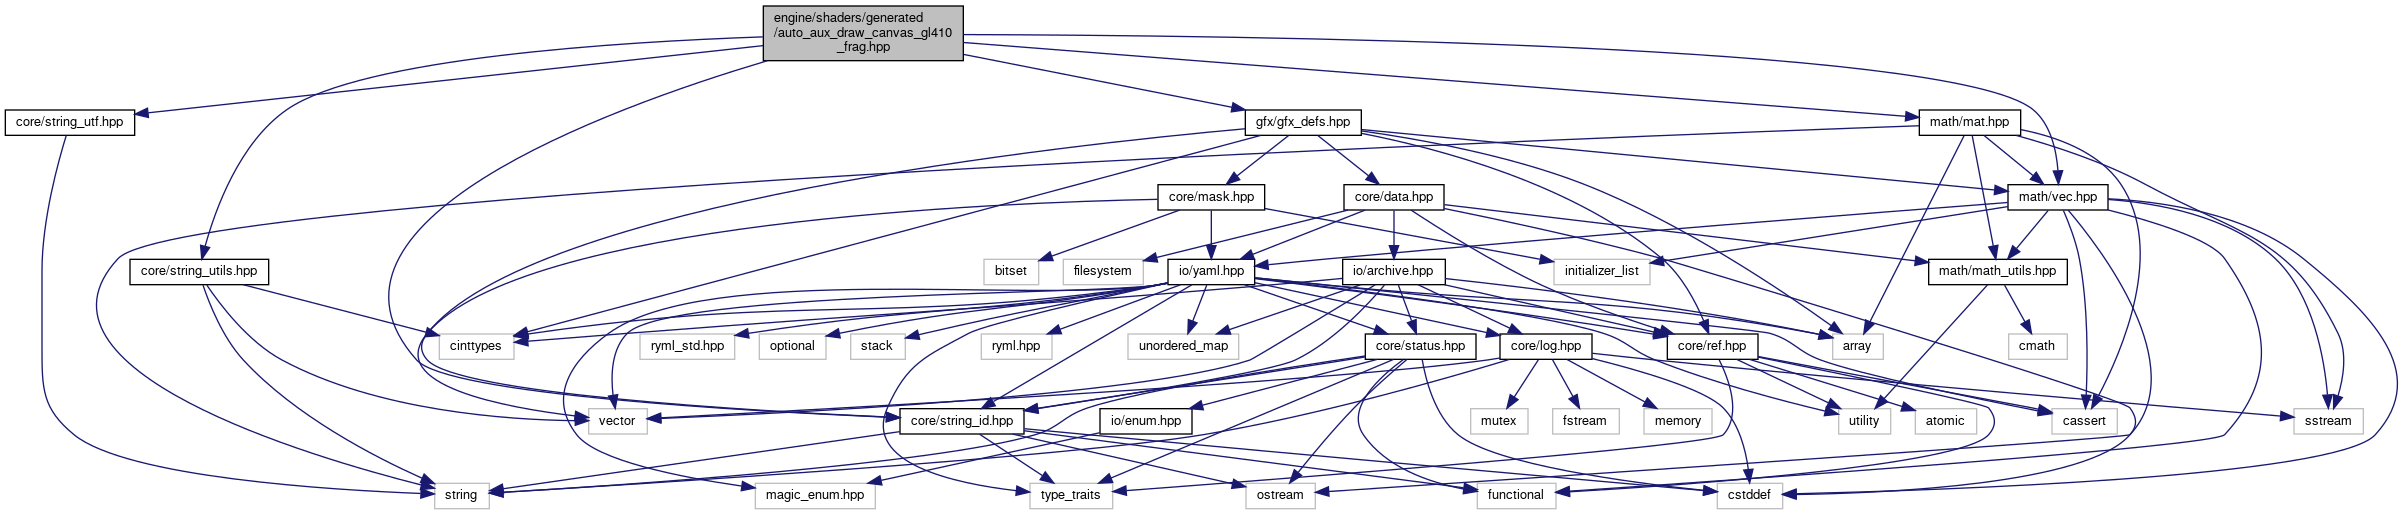 engine/shaders/generated
/auto_aux_draw_canvas_gl410
_frag.hpp
core/string_utf.hpp
gfx/gfx_defs.hpp
math/mat.hpp
core/mask.hpp
core/data.hpp
math/vec.hpp
core/string_utils.hpp
bitset
filesystem
io/yaml.hpp
io/archive.hpp
initializer_list
math/math_utils.hpp
cinttypes
ryml_std.hpp
optional
stack
ryml.hpp
unordered_map
core/status.hpp
core/log.hpp
core/ref.hpp
array
cmath
vector
core/string_id.hpp
io/enum.hpp
mutex
fstream
memory
utility
atomic
cassert
sstream
string
magic_enum.hpp
type_traits
ostream
functional
cstddef